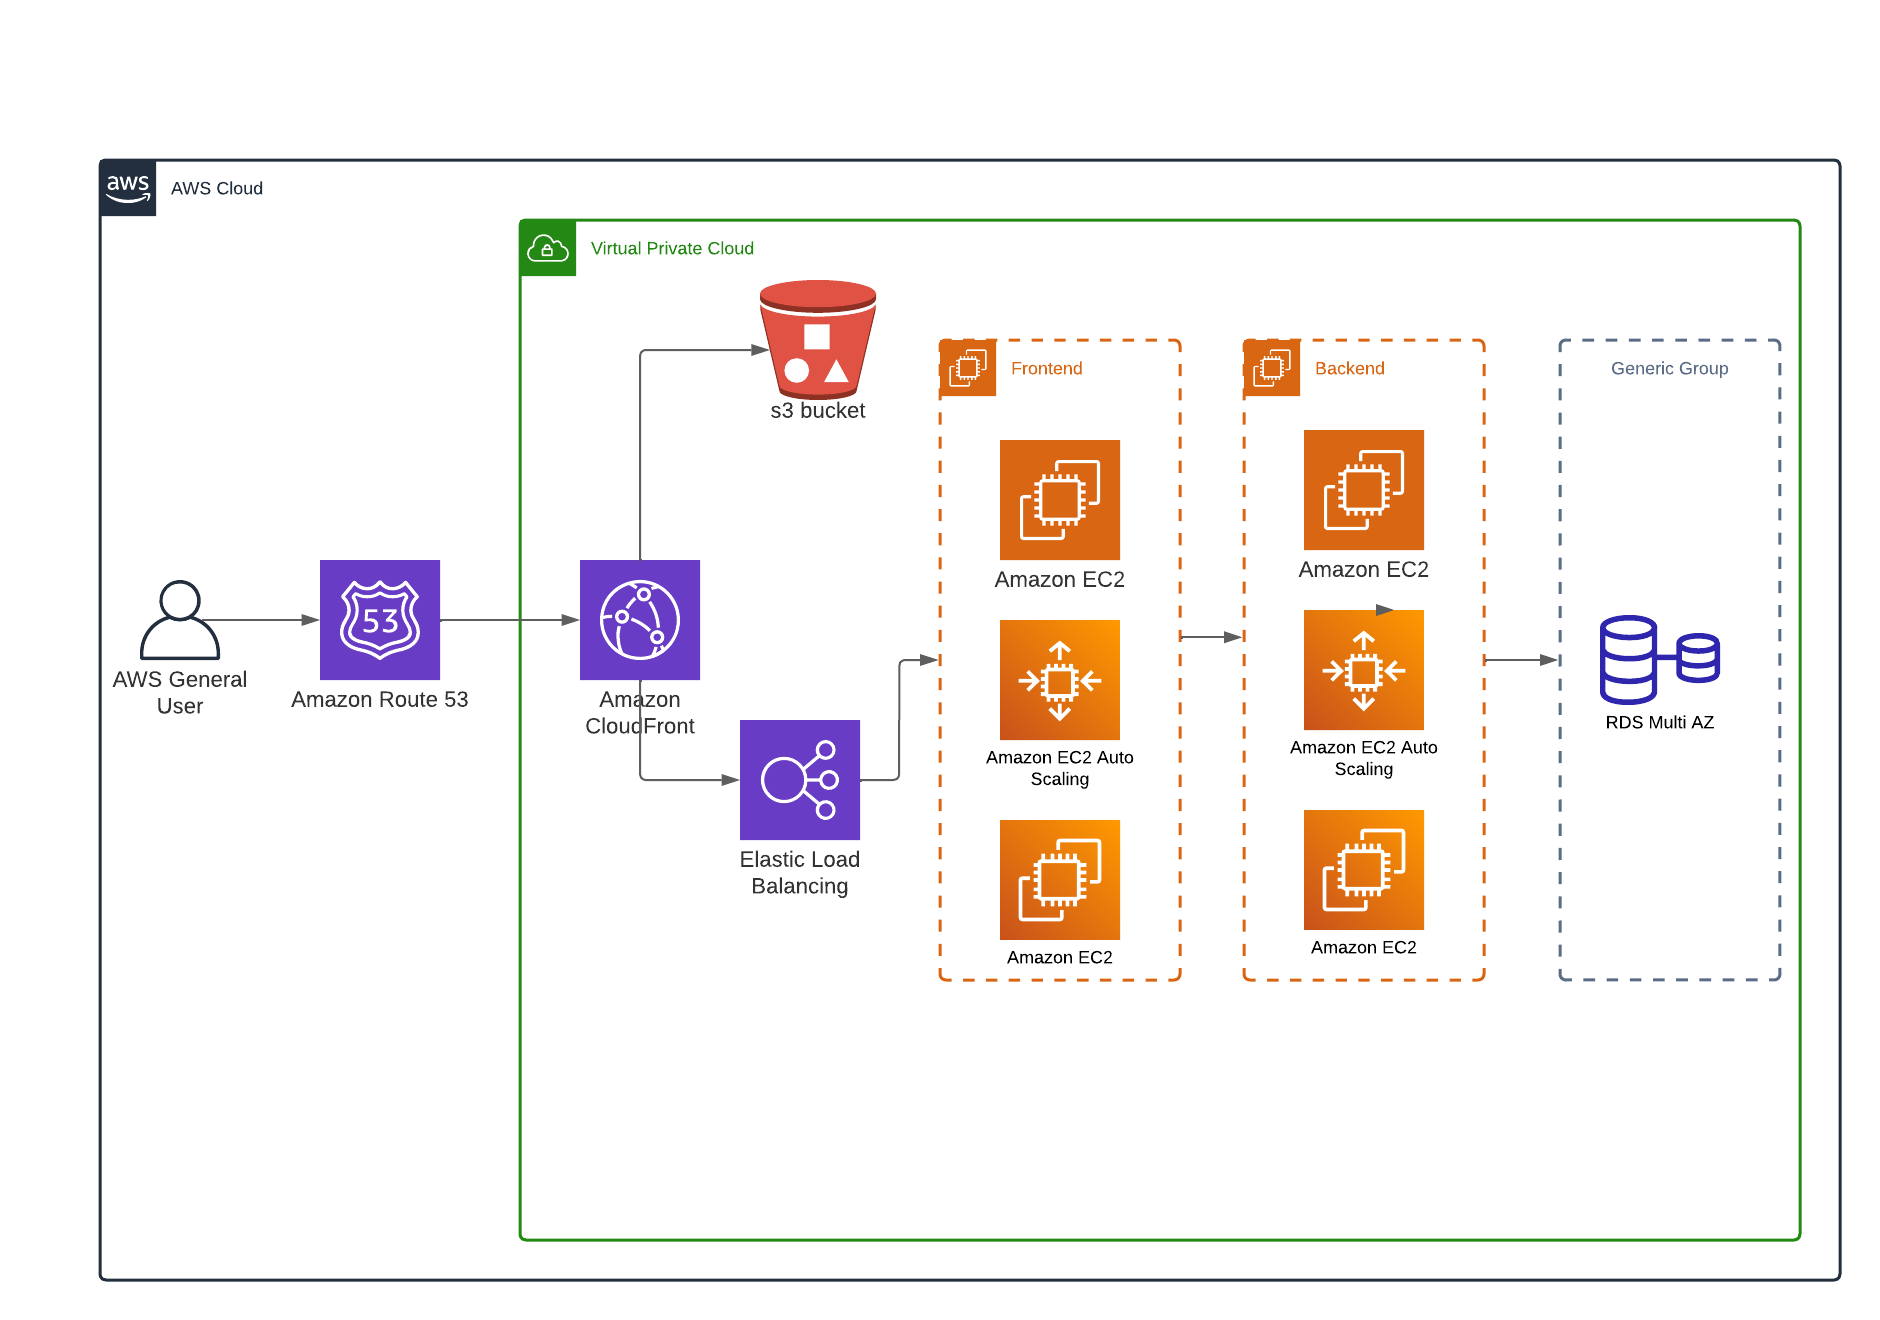 aws
AWS Cloud
Virtual Private Cloud
s3 bucket
Frontend
Backend
Generic Group
Amazon EC2
Amazon EC2
53
AWS General
User
Amazon Route 53
Amazon
CloudFront
RDS Multi AZ
Amazon EC2 Auto
Scaling
Amazon EC2 Auto
Scaling
Elastic Load
Balancing
Amazon EC2
Amazon EC2